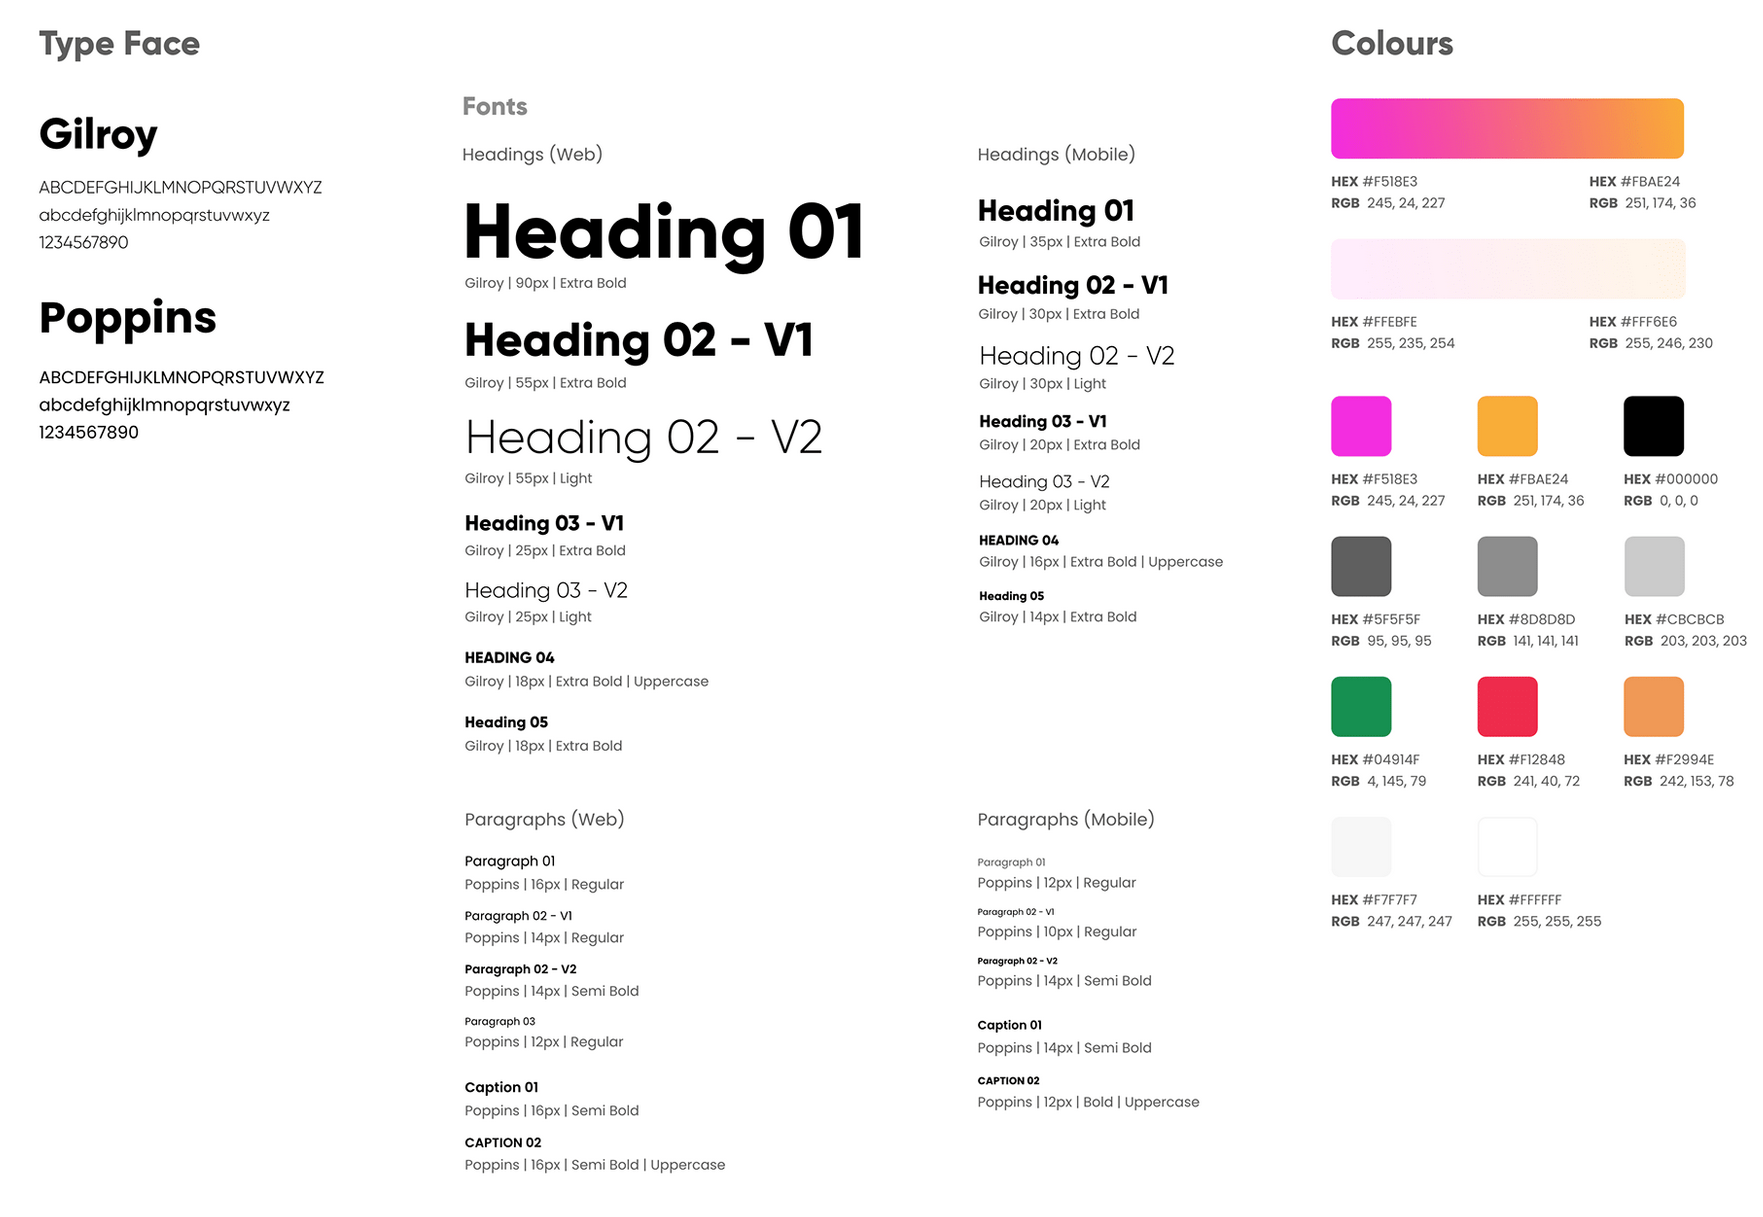 Type Face
Gilroy
ABCDEFGHIJKLMNOPQRSTUVWXYZ
abcdefghijklmnopqrstuvwxyz
1234567890
Poppins
ABCDEFGHIJKLMNOPQRSTUVWXYZ
abcdefghijklmnopqrstuvwxyz
1234567890
Fonts
Headings (Web)
Heading 01
Gilroy | 90px | Extra Bold
Heading 02 - V1
Gilroy | 55px | Extra Bold
Heading 02 - V2
Gilroy | 55px | Light
Heading 03 - V1
Gilroy | 25px | Extra Bold
Heading 03 - V2
Gilroy | 25px | Light
HEADING 04
Gilroy | 18px | Extra Bold | Uppercase
Heading 05
Gilroy | 18px | Extra Bold
Paragraphs (Web)
Paragraph 01
Poppins | 16px | Regular
Paragraph 02 - V1
Poppins | 14px | Regular
Paragraph 02 - V2
Poppins | 14px | Semi Bold
Paragraph 03
Poppins | 12px | Regular
Caption 01
Poppins | 16px | Semi Bold
CAPTION 02
Poppins | 16px | Semi Bold | Uppercase
Headings (Mobile)
Heading 01
Gilroy | 35px | Extra Bold
Heading 02 - V1
Gilroy | 30px | Extra Bold
Heading 02 - V2
Gilroy | 30px | Light
Heading 03 - V1
Gilroy | 20px | Extra Bold
Heading 03 - V2
Gilroy | 20px | Light
HEADING 04
Gilroy | 16px | Extra Bold | Uppercase
Heading 05
Gilroy | 14px | Extra Bold
Paragraphs (Mobile)
Paragraph 01
Poppins | 12px | Regular
Paragraph 02 - V1
Poppins | 10px | Regular
Paragraph 02 - V2
Poppins | 14px | Semi Bold
Caption 01
Poppins | 14px | Semi Bold
CAPTION 02
Poppins | 12px | Bold | Uppercase
Colours
HEX #F518E3 HEX #FBAE24
RGB 245, 24, 227 RGB 251, 174, 36
HEX #FFEBFE HEX #FFF6E6
RGB 255, 235, 254 RGB 255, 246, 230
HEX #F518E3 HEX #FBAE24 HEX #000000
RGB 245, 24, 227 RGB 251, 174, 36 RGB 0, 0, 0
HEX #5F5F5F HEX #8D8D8D HEX #CBCBCB
RGB 95, 95, 95 RGB 141, 141, 141 RGB 203, 203, 203
HEX #04914F HEX #F12848 HEX #F2994E
RGB 4, 145, 79 RGB 241, 40, 72 RGB 242, 153, 78
HEX #F7F7F7 HEX #FFFFFF
RGB 247, 247, 247 RGB 255, 255, 255